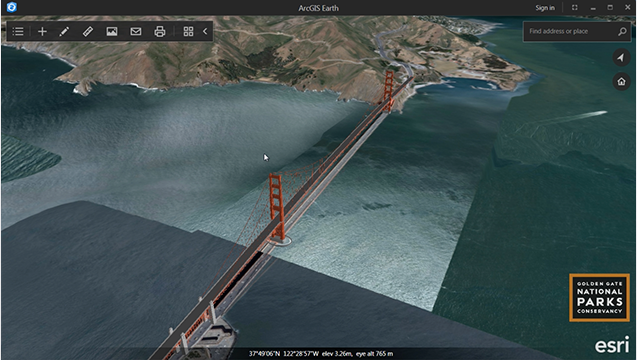 ArcGIS Earth
Sign in
Find address or place
GOLDEN GATE
NATIONAL
PARKS
CONSERVANCY
esri
37°49'06"N 122°28'57"W elev 3.26m, eye alt 765 m